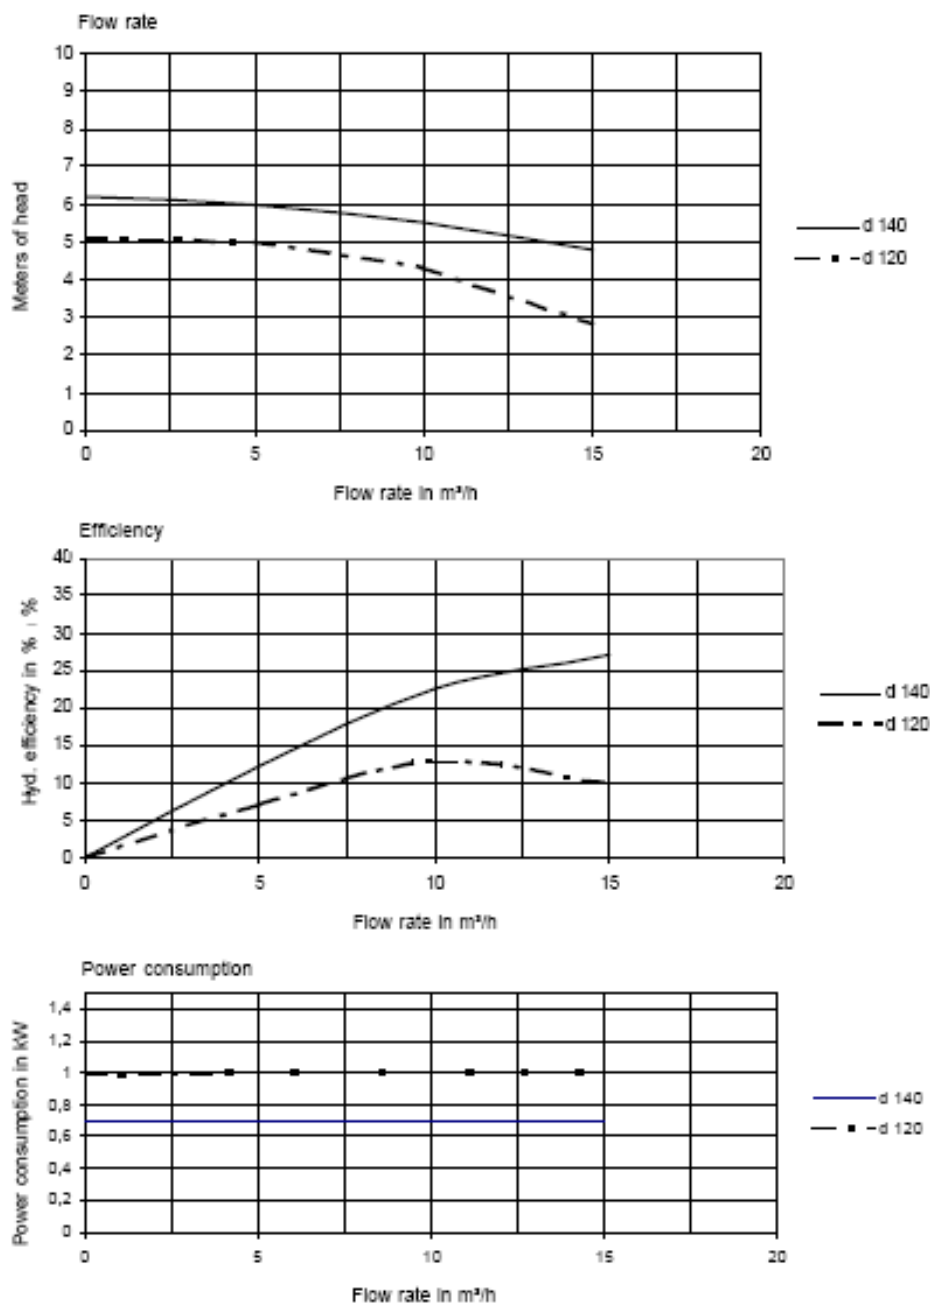 Flow rate
10
9
8
7
6
5
4
3
2
1
0
0 5 10 15 20
Meters of head
Flow rate in m³/h
d 140
d 120
Efficiency
40
35
30
25
20
15
10
5
0
0 5 10 15 20
Hyd. efficiency in % : %
Flow rate in m³/h
d 140
d 120
Power consumption
1,4
1,2
1
0,8
0,6
0,4
0,2
0
0 5 10 15 20
Power consumption in kW
Flow rate in m³/h
d 140
d 120